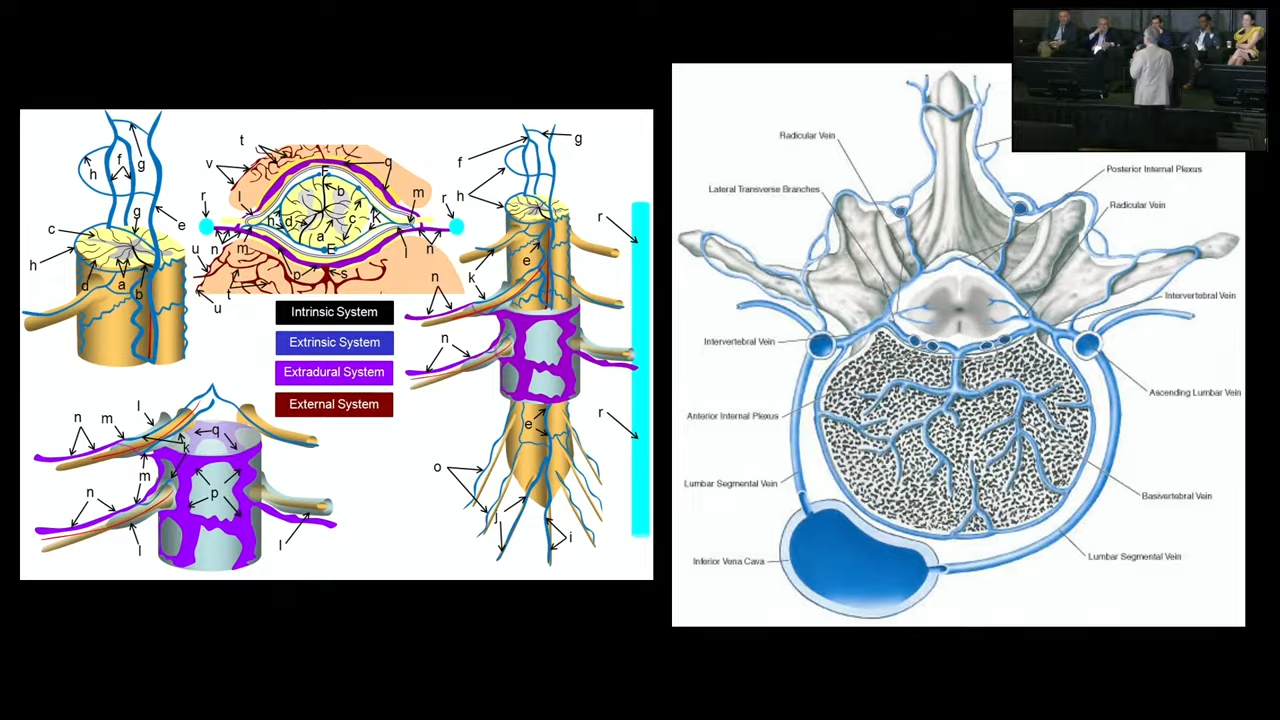 g
f
h
g
c
g
e
h
d
a
b
t
v
q
F
r
l
b
m
r
h
d
c
k
a
n
m
E
l
n
u
p
s
t
u
g
f
h
r
e
n
k
n
r
e
o
j
i
Intrinsic System
Extrinsic System
Extradural System
External System
l
n
m
q
k
m
p
n
l
l
Radicular Vein
Posterior Internal Plexus
Lateral Transverse Branches
Radicular Vein
Intervertebral Vein
Intervertebral Vein
Ascending Lumbar Vein
Anterior Internal Plexus
Lumbar Segmental Vein
Basivertebral Vein
Inferior Vena Cava
Lumbar Segmental Vein